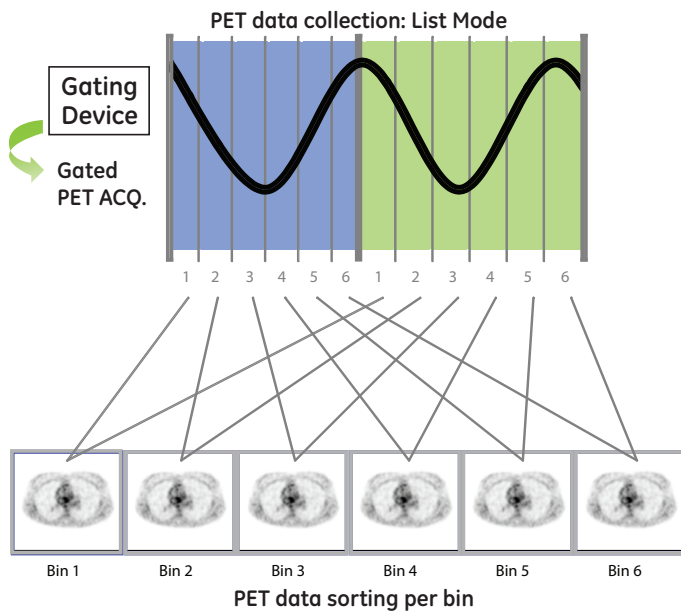 PET data collection: List Mode
Gating
Device
Gated
PET ACQ.
1 2 3 4 5 6 1 2 3 4 5 6
Bin 1 Bin 2 Bin 3 Bin 4 Bin 5 Bin 6
PET data sorting per bin